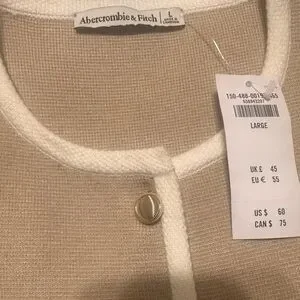 Abercrombie & Fitch
L
LARGE
UK £ 45
EU € 55
US $ 60
CAN $ 75